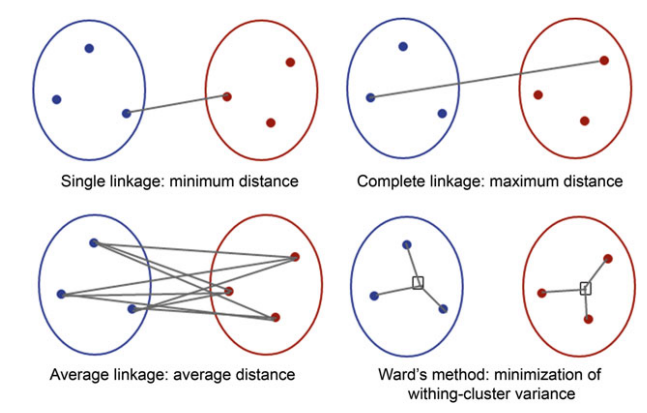 Single linkage: minimum distance
Complete linkage: maximum distance
Average linkage: average distance
Ward's method: minimization of
withing-cluster variance